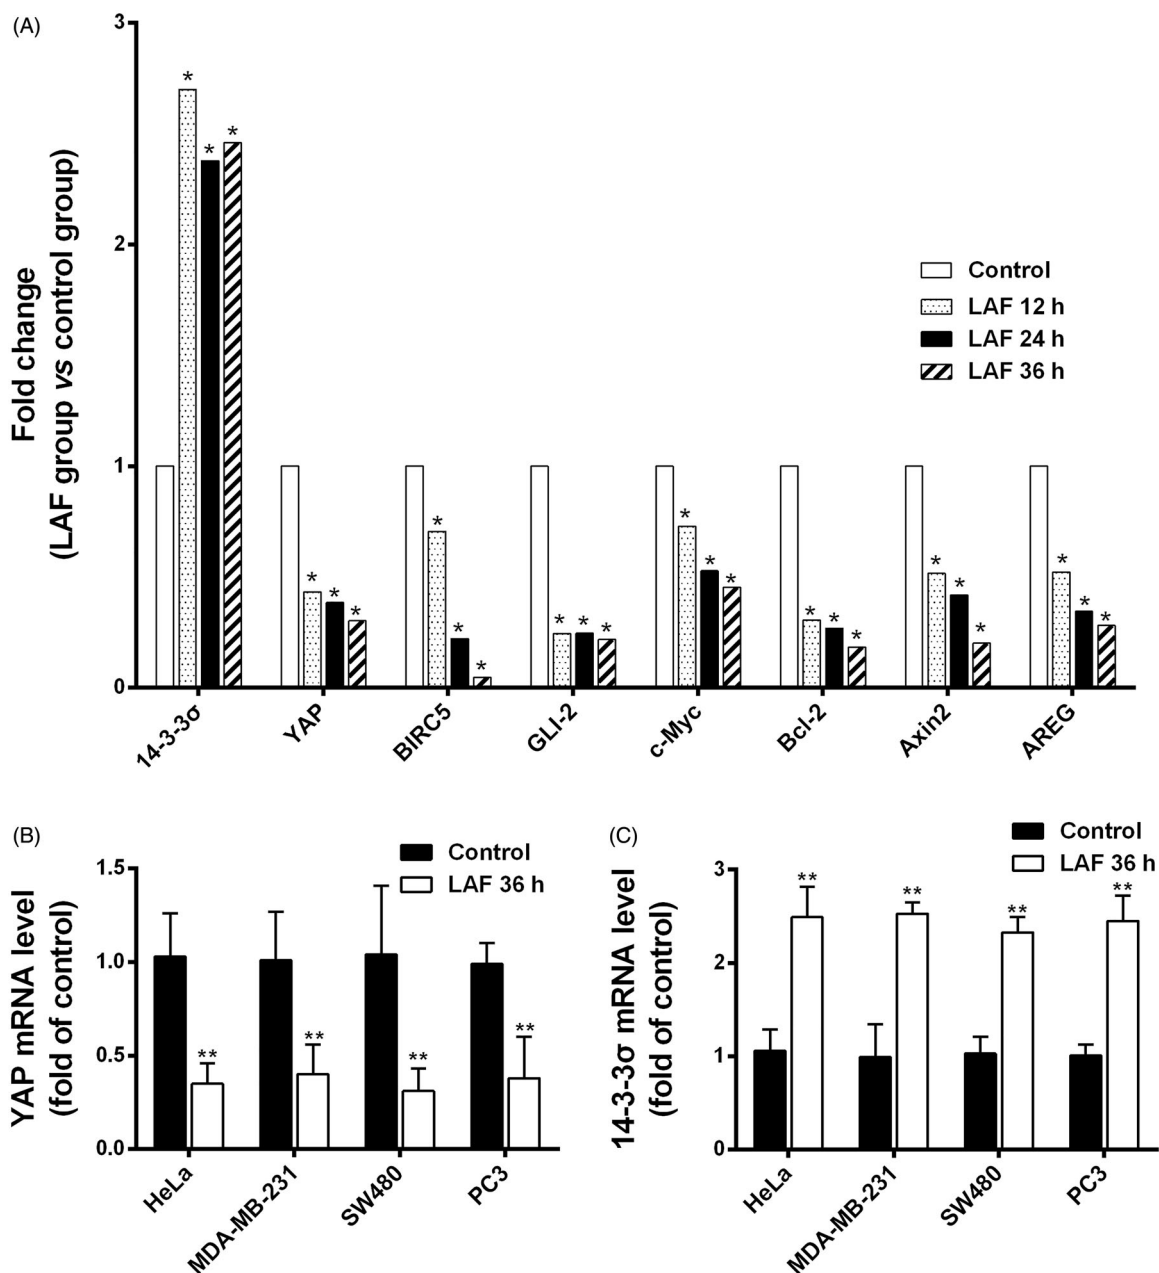 (A)
Fold change
(LAF group vs control group)
3
2
1
0
Control
LAF 12 h
LAF 24 h
LAF 36 h
* * *
* * *
* * *
* * *
* * *
* * *
* * *
* * *
14-3-3σ
YAP
BIRC5
GLI-2
c-Myc
Bcl-2
Axin2
AREG
(B)
Control
LAF 36 h
YAP mRNA level
(fold of control)
1.5
1.0
0.5
0.0
**
**
**
**
HeLa
MDA-MB-231
SW480
PC3
(C)
Control
LAF 36 h
14-3-3σ mRNA level
(fold of control)
3
2
1
0
**
**
**
**
HeLa
MDA-MB-231
SW480
PC3